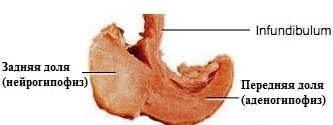 Infundibulum
Задняя доля
(нейрогипофиз)
Передняя доля
(аденогипофиз)